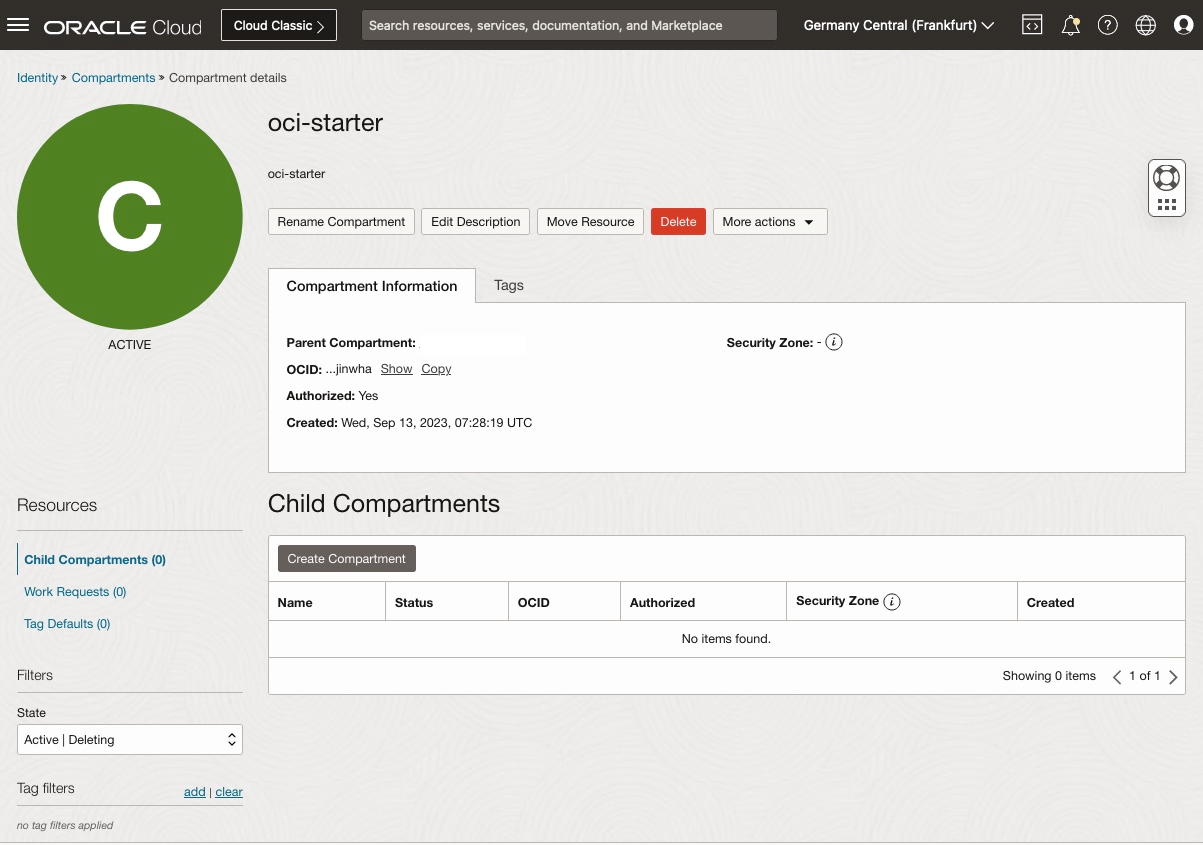 ORACLE Cloud
Cloud Classic
Search resources, services, documentation, and Marketplace
Germany Central (Frankfurt)
Identity » Compartments » Compartment details
C
ACTIVE
oci-starter
oci-starter
Rename Compartment Edit Description Move Resource Delete More actions
Compartment Information Tags
Parent Compartment: Security Zone: - i
OCID: ...jinwha Show Copy
Authorized: Yes
Created: Wed, Sep 13, 2023, 07:28:19 UTC
Resources
Child Compartments (0)
Work Requests (0)
Tag Defaults (0)
Filters
State
Active | Deleting
Tag filters add | clear
no tag filters applied
Child Compartments
Create Compartment
Name Status OCID Authorized Security Zone i Created
No items found.
Showing 0 items 1 of 1